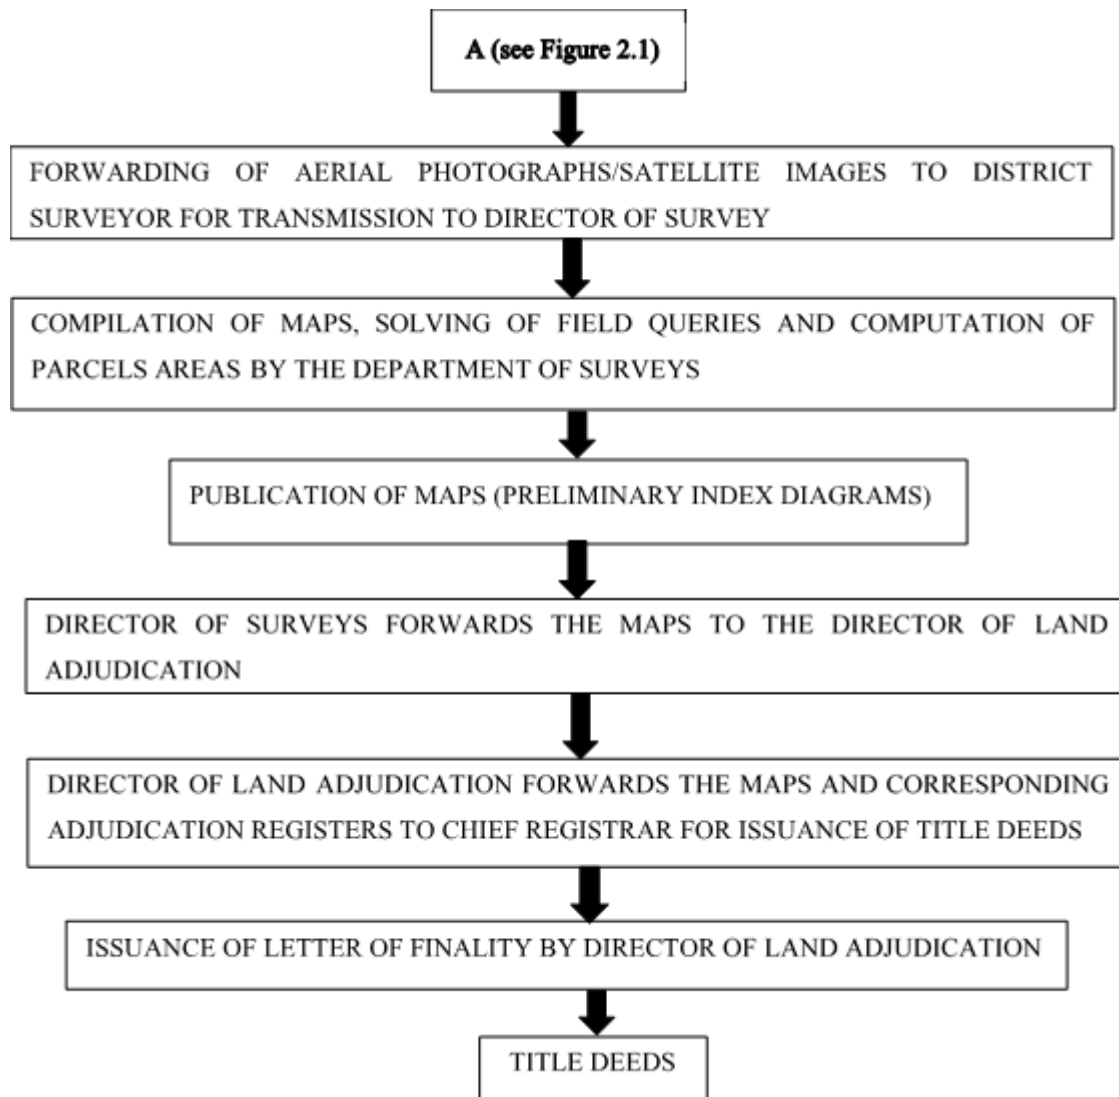 A (see Figure 2.1)
FORWARDING OF AERIAL PHOTOGRAPHS/SATELLITE IMAGES TO DISTRICT
SURVEYOR FOR TRANSMISSION TO DIRECTOR OF SURVEY
COMPILATION OF MAPS, SOLVING OF FIELD QUERIES AND COMPUTATION OF
PARCELS AREAS BY THE DEPARTMENT OF SURVEYS
PUBLICATION OF MAPS (PRELIMINARY INDEX DIAGRAMS)
DIRECTOR OF SURVEYS FORWARDS THE MAPS TO THE DIRECTOR OF LAND
ADJUDICATION
DIRECTOR OF LAND ADJUDICATION FORWARDS THE MAPS AND CORRESPONDING
ADJUDICATION REGISTERS TO CHIEF REGISTRAR FOR ISSUANCE OF TITLE DEEDS
ISSUANCE OF LETTER OF FINALITY BY DIRECTOR OF LAND ADJUDICATION
TITLE DEEDS